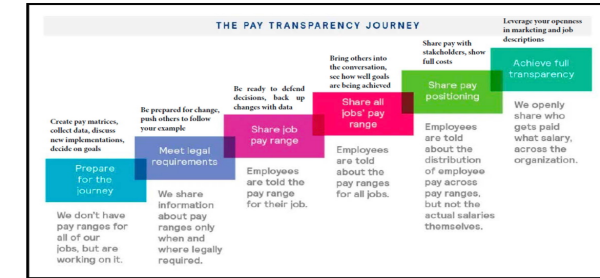 THE PAY TRANSPARENCY JOURNEY
Create pay matrices,
collect data, discuss
new implementations,
decide on goals
Prepare
for the
journey
We don't have
pay ranges for
all of our
jobs, but are
working on it.
Be prepared for change,
push others to follow
your example
Meet legal
requirements
We share
information
about pay
ranges only
when and
where legally
required.
Be ready to defend
decisions, back up
changes with data
Share job
pay range
Employees
are told the
pay range
for their job.
Bring others into
the conversation,
see how well goals
are being achieved
Share all
jobs' pay
range
Employees
are told
about the
pay ranges
for all jobs.
Share pay with
stakeholders, show
full costs
Share pay
positioning
Employees
are told
about the
distribution
of employee
pay across
pay ranges,
but not the
actual salaries
themselves.
Leverage your openness
in marketing and job
descriptions
Achieve full
transparency
We openly
share who
gets paid
what salary,
across the
organization.